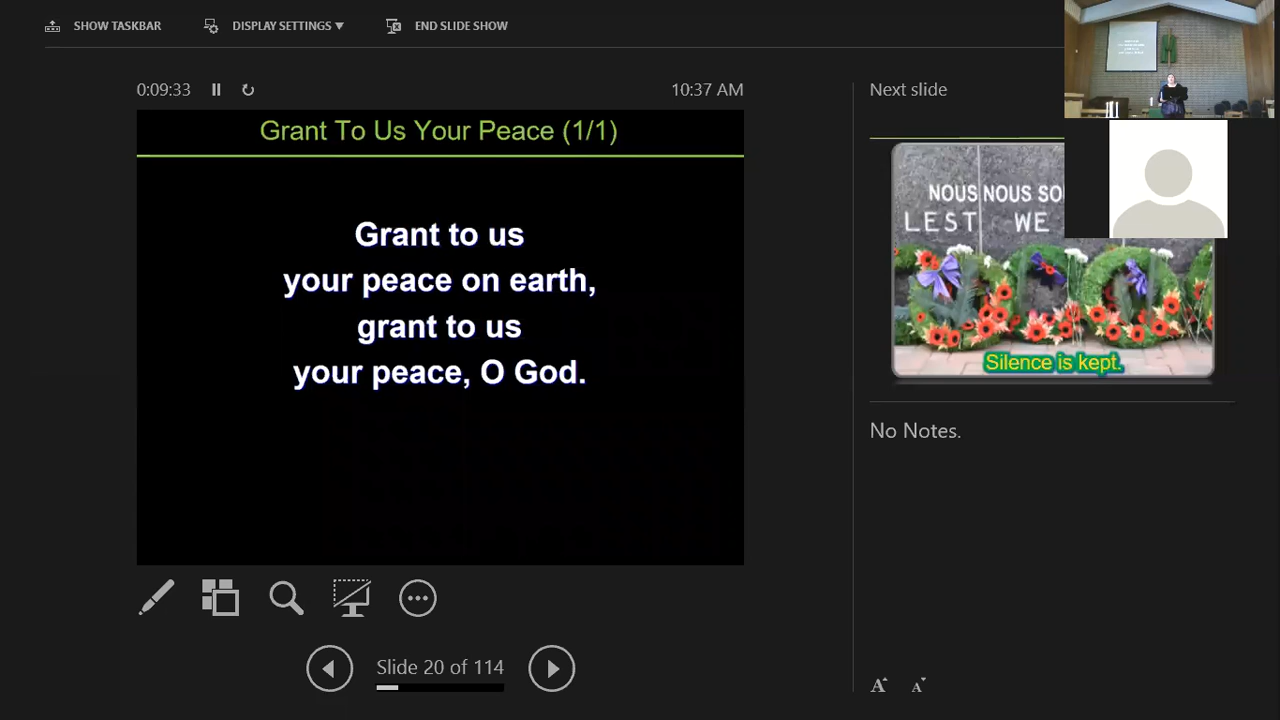 SHOW TASKBAR
DISPLAY SETTINGS ▼
END SLIDE SHOW
0:09:33
10:37 AM
Next slide
Grant To Us Your Peace (1/1)
Grant to us
your peace on earth,
grant to us
your peace, O God.
NOUS NOUS SO
LEST WE
Silence is kept.
No Notes.
Slide 20 of 114
A A